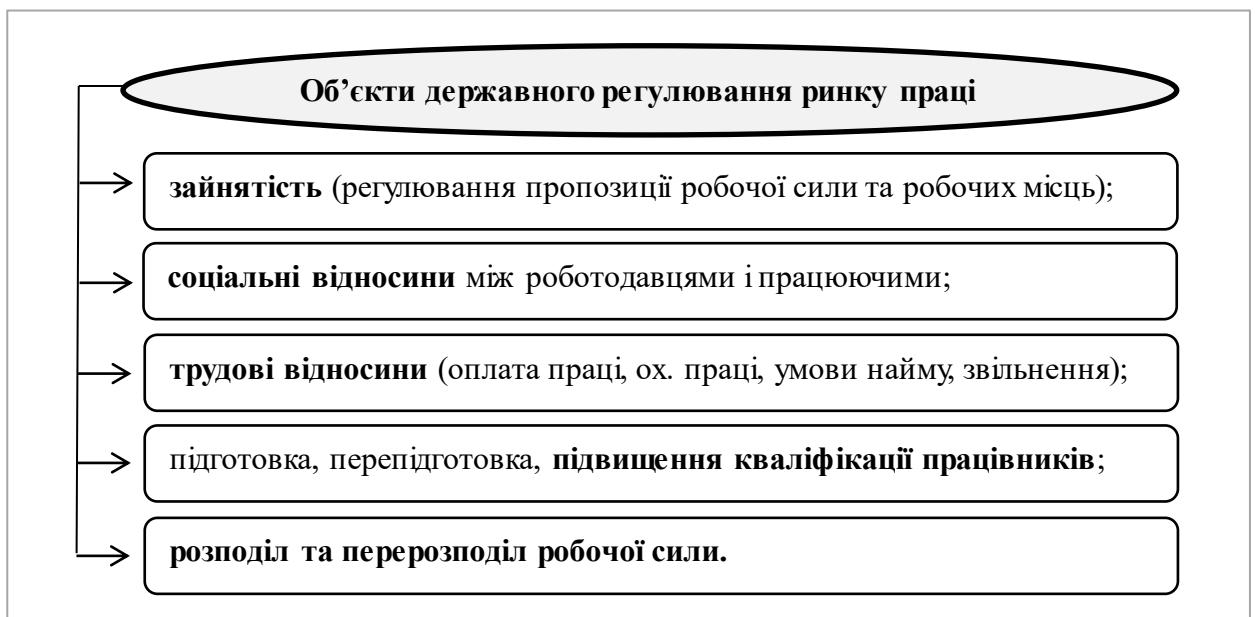 Об’єкти державного регулювання ринку праці
зайнятість (регулювання пропозиції робочої сили та робочих місць);
соціальні відносини між роботодавцями і працюючими;
трудові відносини (оплата праці, ох. праці, умови найму, звільнення);
підготовка, перепідготовка, підвищення кваліфікації працівників;
розподіл та перерозподіл робочої сили.